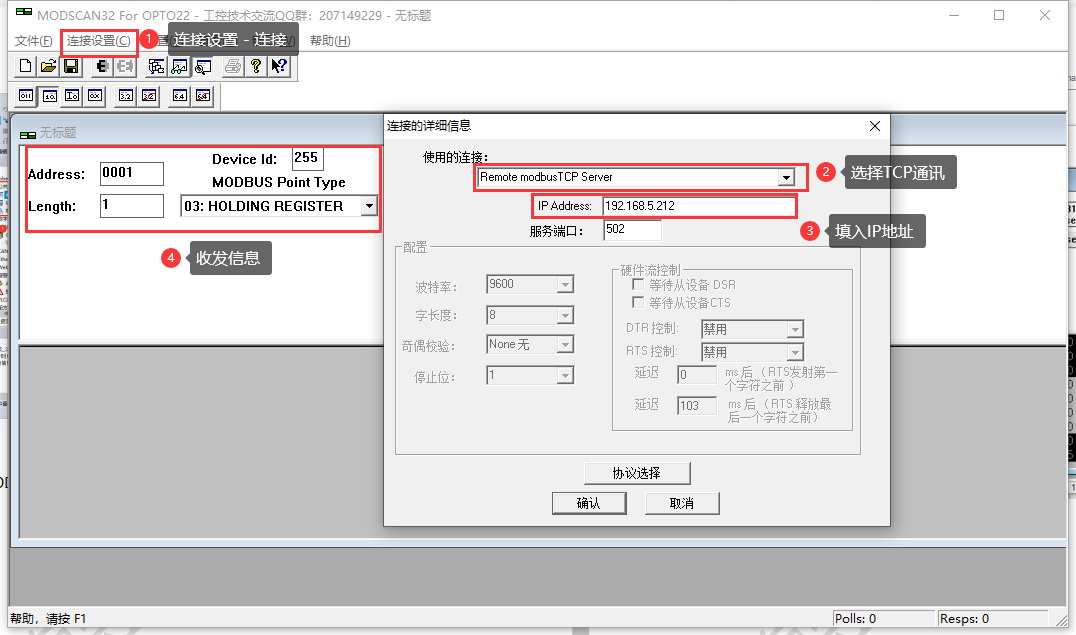 MODSCAN32 For OPTO22 - 工控技术交流QQ群：207149229 - 无标题
文件(F) 连接设置(C) 1 连接设置 - 连接 帮助(H)
无标题
Address: 0001
Device Id: 255
MODBUS Point Type
Length: 1
03: HOLDING REGISTER
4 收发信息
连接的详细信息
使用的连接:
Remote modbusTCP Server
2 选择TCP通讯
IP Address: 192.168.5.212
服务端口: 502
3 填入IP地址
配置
波特率: 9600
字长度: 8
奇偶校验: None 无
停止位: 1
硬件流控制
等待从设备 DSR
等待从设备CTS
DTR 控制: 禁用
RTS 控制: 禁用
延迟 0 ms 后（RTS发射第一
个字符之前 ）
延迟 103 ms 后（RTS 释放最
后一个字符之前）
协议选择
确认 取消
帮助，请按 F1
Polls: 0
Resps: 0